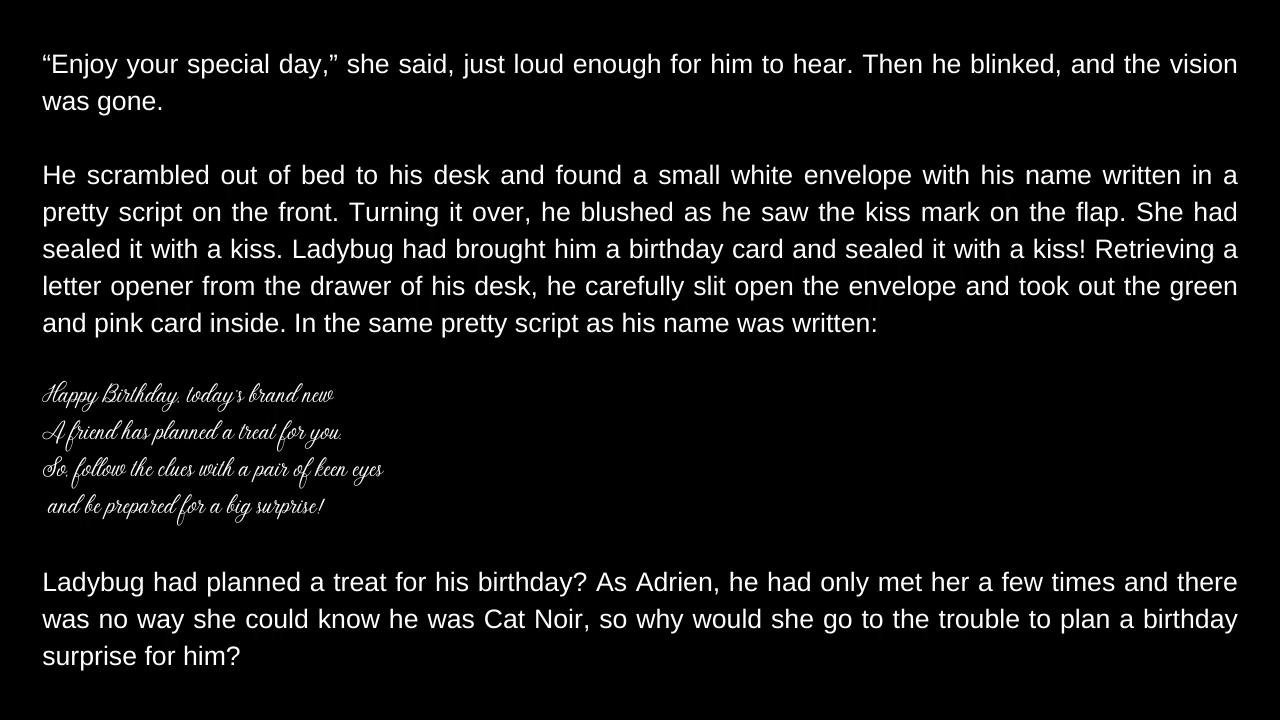 “Enjoy your special day,” she said, just loud enough for him to hear. Then he blinked, and the vision
was gone.
He scrambled out of bed to his desk and found a small white envelope with his name written in a
pretty script on the front. Turning it over, he blushed as he saw the kiss mark on the flap. She had
sealed it with a kiss. Ladybug had brought him a birthday card and sealed it with a kiss! Retrieving a
letter opener from the drawer of his desk, he carefully slit open the envelope and took out the green
and pink card inside. In the same pretty script as his name was written:
Happy Birthday, today's brand new
A friend has planned a treat for you.
So, follow the clues with a pair of keen eyes
and be prepared for a big surprise!
Ladybug had planned a treat for his birthday? As Adrien, he had only met her a few times and there
was no way she could know he was Cat Noir, so why would she go to the trouble to plan a birthday
surprise for him?